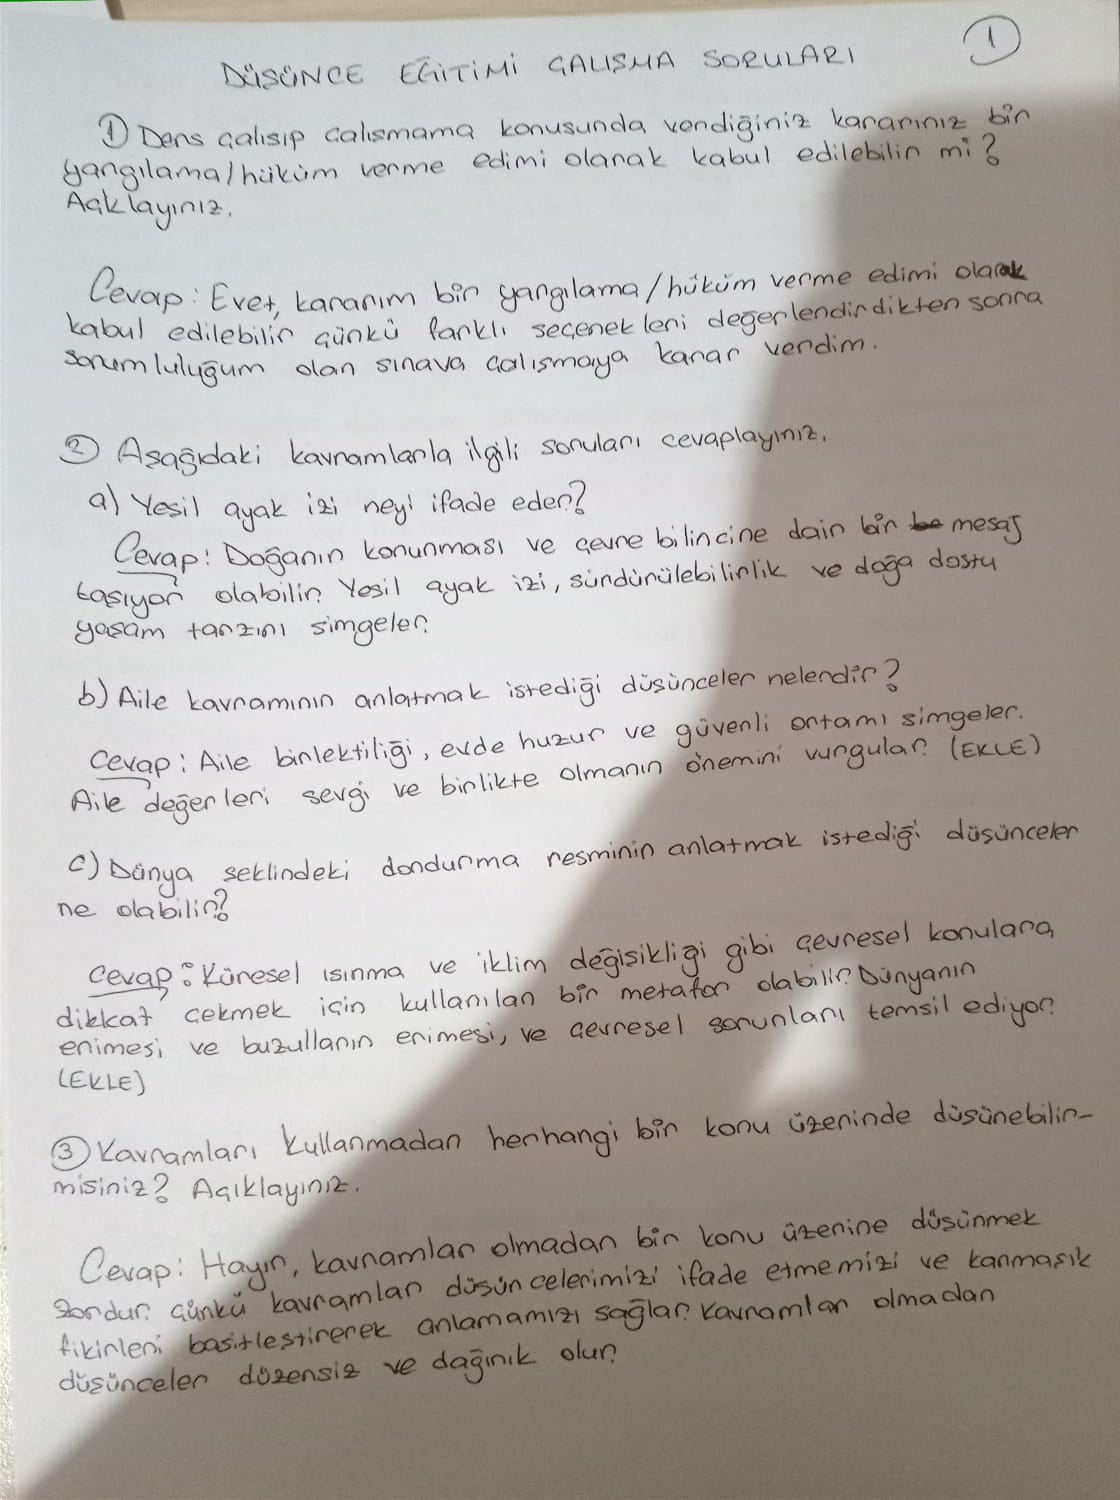 1
DÜŞÜNCE EĞİTİMİ ÇALIŞMA SORULARI
1) Ders çalışıp çalışmama konusunda verdiğiniz kararınız bir
yargılama/hüküm verme edimi olarak kabul edilebilir mi?
Açklayınız.
Cevap: Evet, kararım bir yargılama/hüküm verme edimi olarak
kabul edilebilir çünkü farklı seçenekleri değerlendirdikten sonra
sorumluluğum olan sınava çalışmaya karar verdim.
2 Aşağıdaki kavramlarla ilgili soruları cevaplayınız.
a) Yeşil ayak izi neyi ifade eder?
Cevap: Doğanın korunması ve çevre bilincine dair bir be mesaj
taşıyor olabilir. Yeşil ayak izi, sürdürülebilirlik ve doğa dostu
yaşam tarzını simgeler.
b) Aile kavramının anlatmak istediği düşünceler nelerdir?
Cevap: Aile birlektiliği, evde huzur ve güvenli ortamı simgeler.
Aile değerleri sevgi ve birlikte olmanın önemini vurgular. (EKLE)
c) Dünya şeklindeki dondurma resminin anlatmak istediği düşünceler
ne olabilir?
Cevap: Küresel ısınma ve iklim değişikliği gibi çevresel konulara
dikkat çekmek için kullanılan bir metafor olabilir. Dünyanın
erimesi ve buzulların erimesi, ve çevresel sorunları temsil ediyor.
(EKLE)
3 Kavramları kullanmadan herhangi bir konu üzerinde düşünebilir-
misiniz? Açıklayınız.
Cevap: Hayır, kavramlar olmadan bir konu üzerine düşünmek
zordur. Çünkü kavramlar düşüncelerimizi ifade etmemizi ve karmaşık
fikirleri basitleştirerek anlamamızı sağlar. Kavramlar olmadan
düşünceler düzensiz ve dağınık olur.